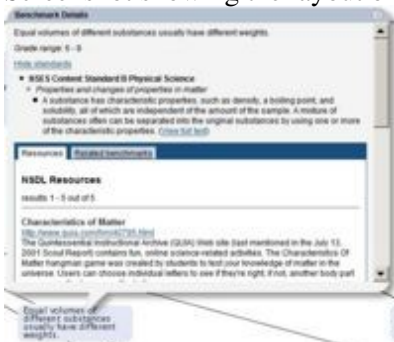 Benchmark Details
Equal volumes of different substances usually have different weights.
Grade range: 6 - 8
Hide standards
NSES Content Standard B Physical Science
Properties and changes of properties in matter
A substance has characteristic properties, such as density, a boiling point, and
solubility, all of which are independent of the amount of the sample. A mixture of
substances often can be separated into the original substances by using one or more
of the characteristic properties. (View full text)
Resources Related benchmarks
NSDL Resources
results 1 - 5 out of 5
Characteristics of Matter
The Quintessential Instructional Archive (QUIA) Web site (last mentioned in the July 13,
2001 Scout Report) contains fun, online science-related activities. The Characteristics Of
Matter hangman game was created by students to test your knowledge of matter in the
universe. Users can choose individual letters to see if they're right; if not, another body part
Equal volumes of
different substances
usually have different
weights.